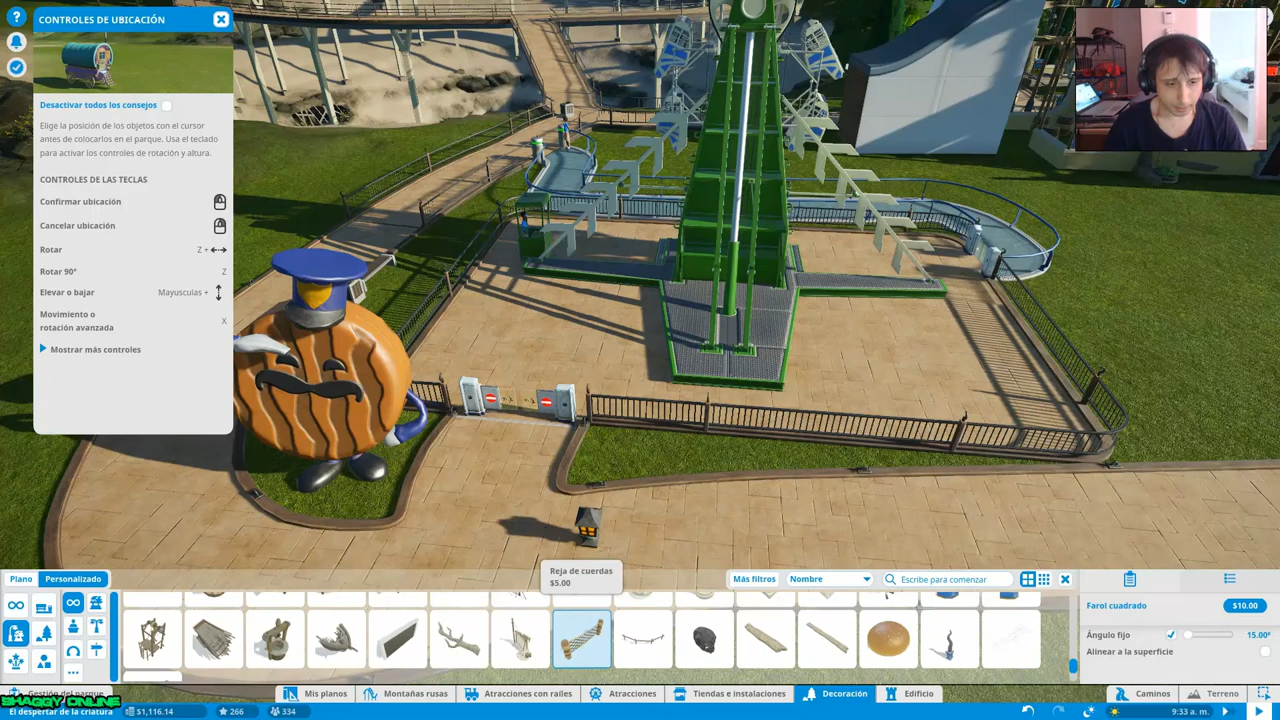 ?
CONTROLES DE UBICACIÓN
Desactivar todos los consejos
Elige la posición de los objetos con el cursor
antes de colocarlos en el parque. Usa el teclado
para activar los controles de rotación y altura.
CONTROLES DE LAS TECLAS
Confirmar ubicación
Cancelar ubicación
Rotar Z +
Rotar 90° Z
Elevar o bajar Mayusculas +
Movimiento o
rotación avanzada X
Mostrar más controles
Reja de cuerdas
$5.00
Plano Personalizado
Más filtros Nombre Escribe para comenzar
Farol cuadrado $10.00
Ángulo fijo 15.00°
Alinear a la superficie
Gestión del parque Mis planos Montañas rusas Atracciones con raíles Atracciones Tiendas e instalaciones Decoración Edificio Caminos Terreno
SHAGGY ONLINE
El despertar de la criatura $1,116.14 266 334 9:33 a. m.